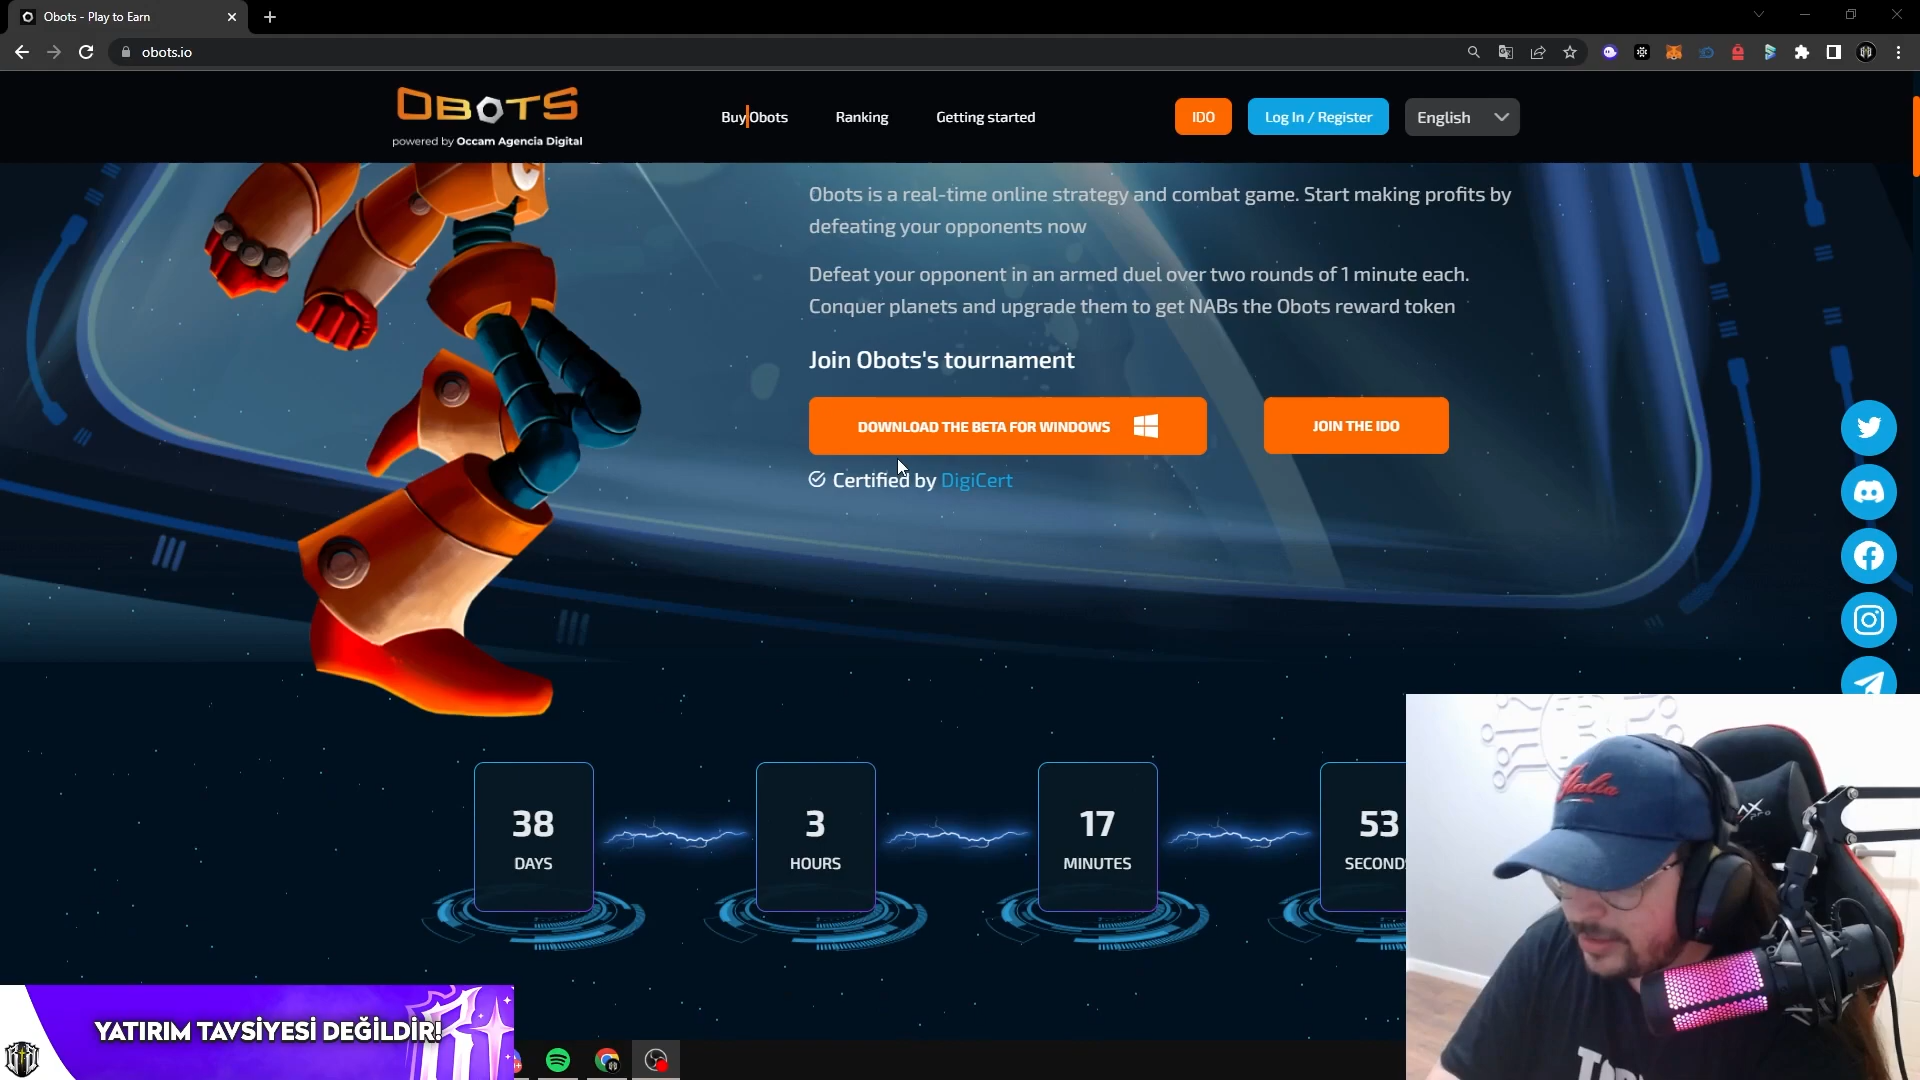 Obots - Play to Earn
obots.io
OBOTS
powered by Occam Agencia Digital
Buy Obots
Ranking
Getting started
IDO
Log In / Register
English
Obots is a real-time online strategy and combat game. Start making profits by
defeating your opponents now
Defeat your opponent in an armed duel over two rounds of 1 minute each.
Conquer planets and upgrade them to get NABs the Obots reward token
Join Obots's tournament
DOWNLOAD THE BETA FOR WINDOWS
JOIN THE IDO
Certified by DigiCert
38
DAYS
3
HOURS
17
MINUTES
53
SECOND
Italia
YATIRIM TAVSİYESİ DEĞİLDİR!